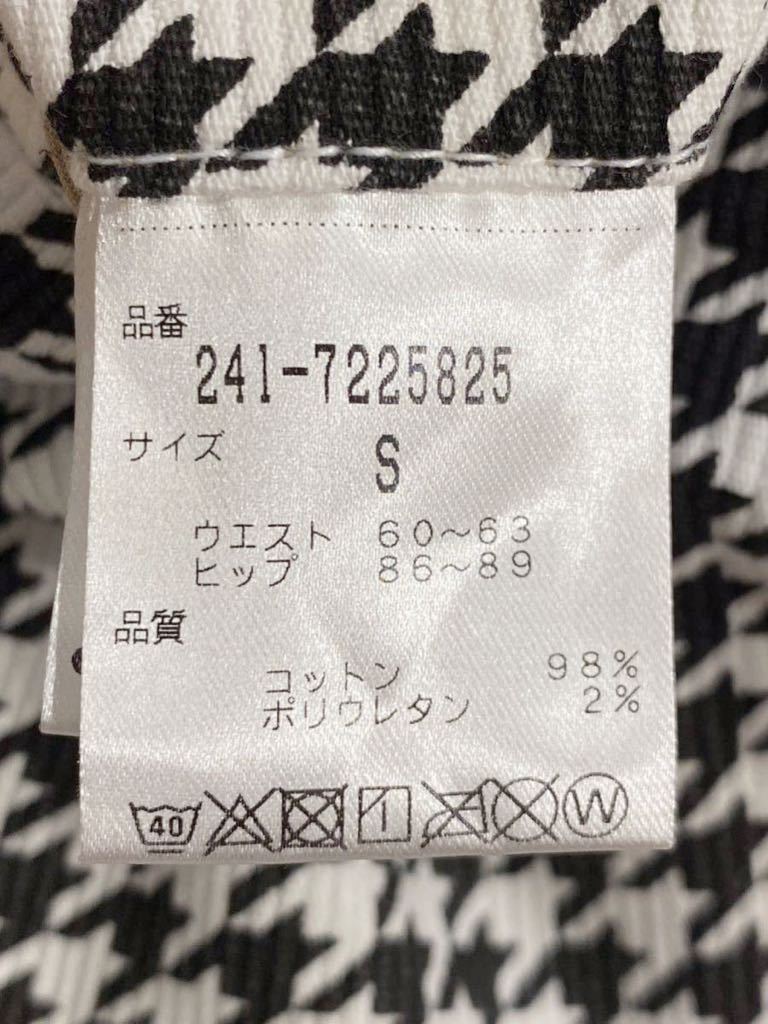 品番
241-7225825
サイズ
S
ウエスト 60～63
ヒップ 86～89
品質
コットン 98%
ポリウレタン 2%
40 W